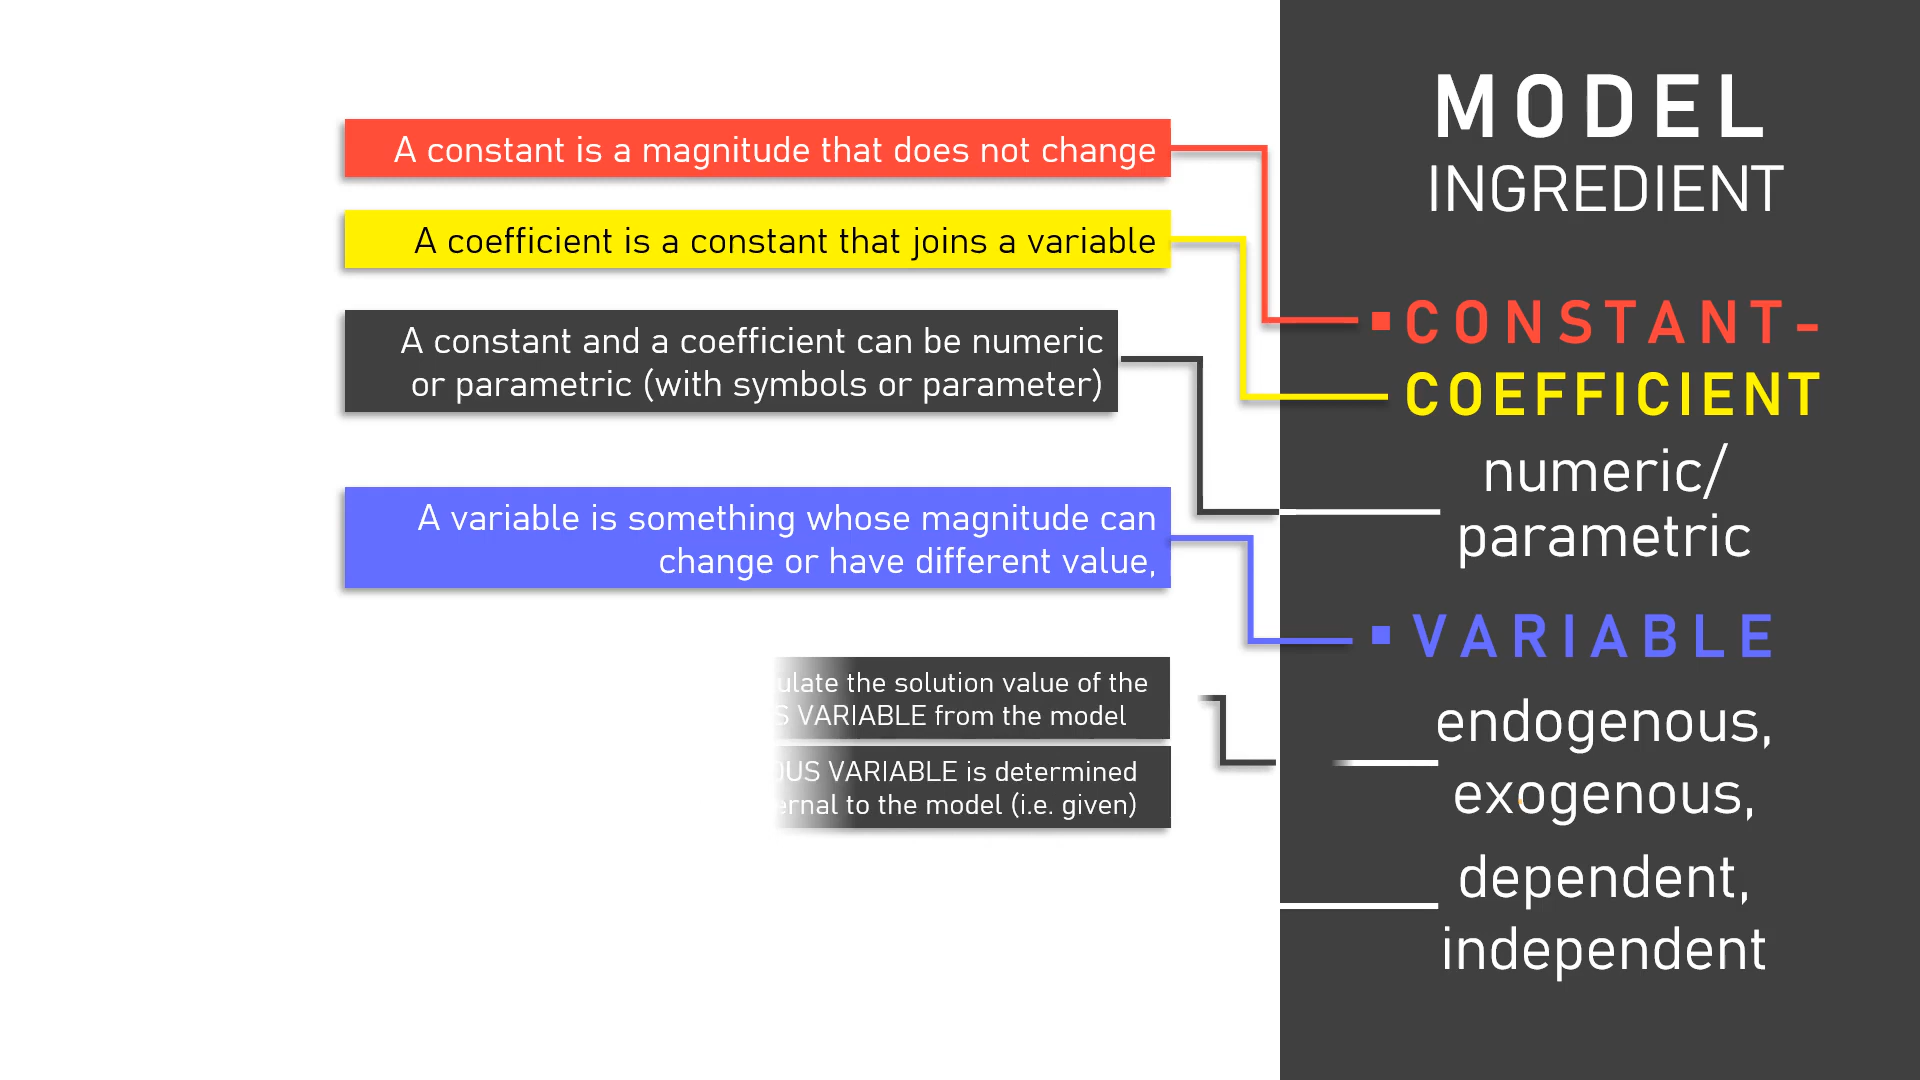 MODEL
INGREDIENT
A constant is a magnitude that does not change
A coefficient is a constant that joins a variable
A constant and a coefficient can be numeric
or parametric (with symbols or parameter)
A variable is something whose magnitude can
change or have different value,
the solution value of the
VARIABLE from the model
VARIABLE is determined
to the model (i.e. given)
▪ CONSTANT-
COEFFICIENT
numeric/
parametric
▪ VARIABLE
endogenous,
exogenous,
dependent,
independent